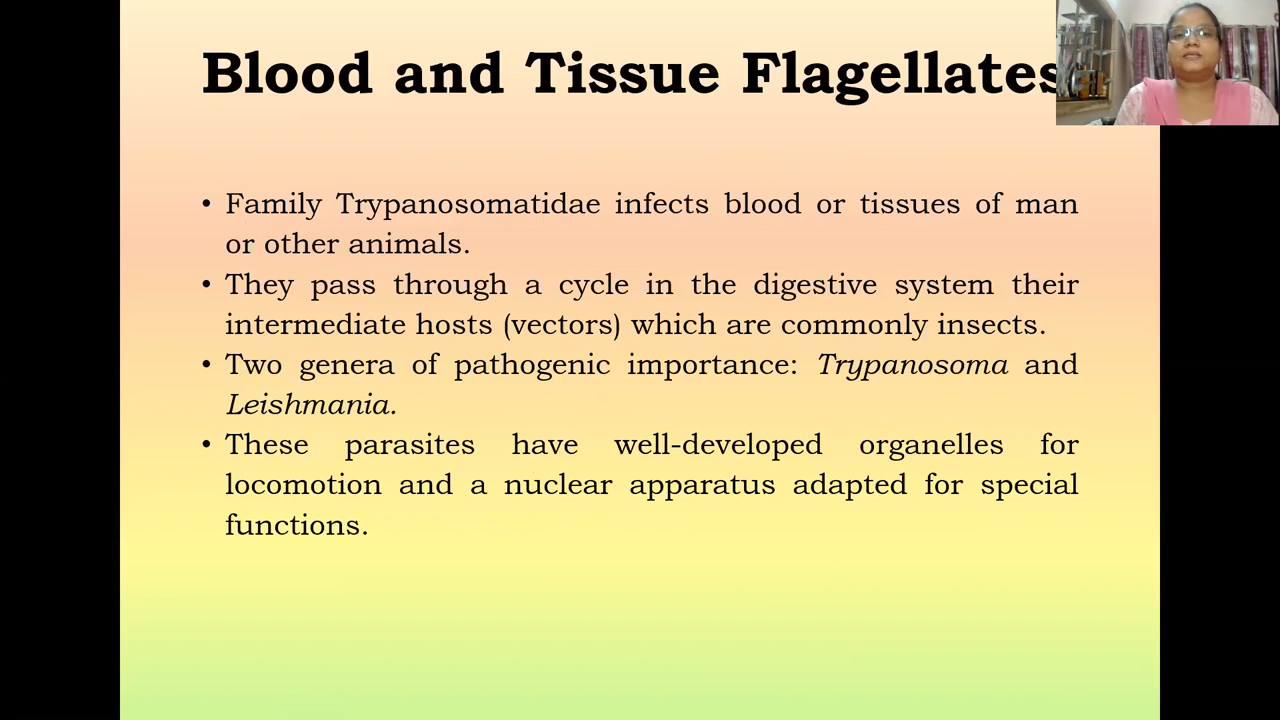 Blood and Tissue Flagellates
• Family Trypanosomatidae infects blood or tissues of man
or other animals.
• They pass through a cycle in the digestive system their
intermediate hosts (vectors) which are commonly insects.
• Two genera of pathogenic importance: Trypanosoma and
Leishmania.
• These parasites have well-developed organelles for
locomotion and a nuclear apparatus adapted for special
functions.